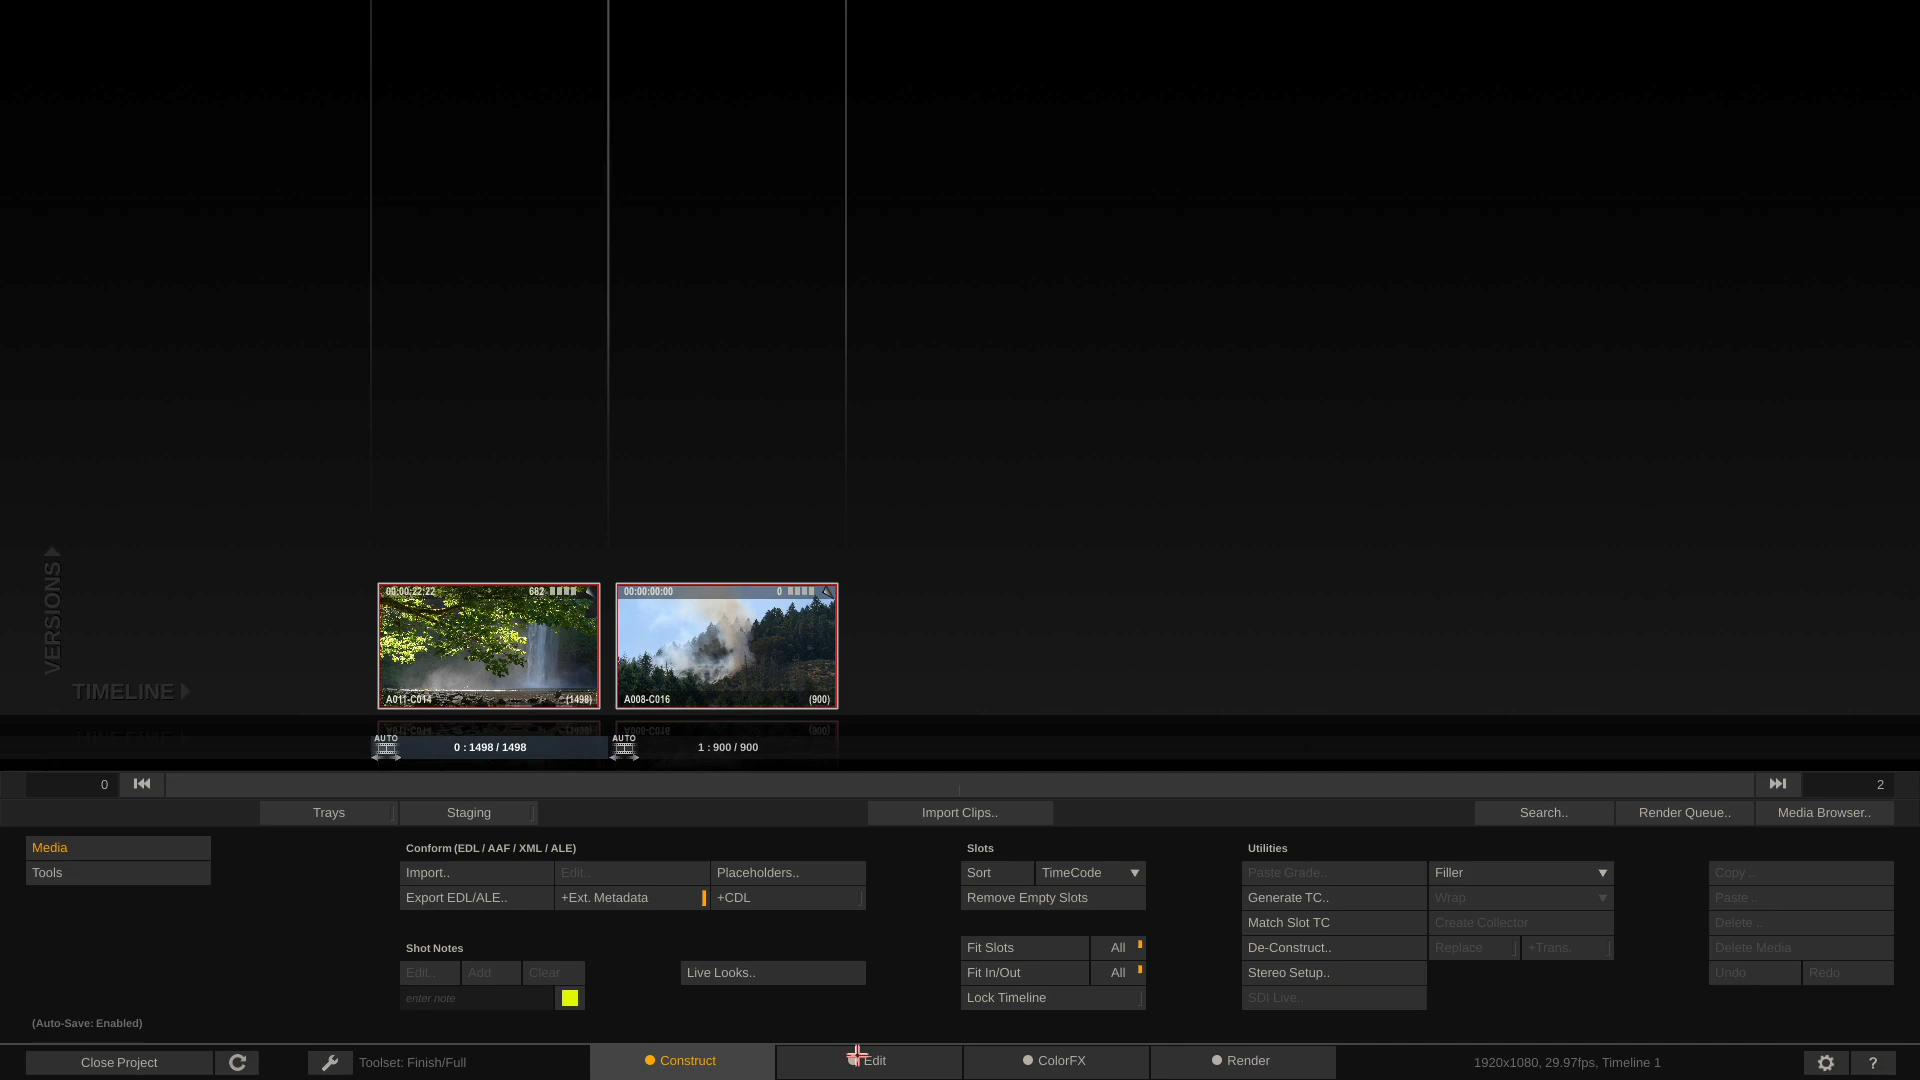 VERSIONS
00:00:22:22 682
00:00:00:00 0
A011-C014 (1498)
A008-C016 (900)
TIMELINE
AUTO 0 : 1498 / 1498
AUTO 1 : 900 / 900
0 2
Trays Staging Import Clips.. Search.. Render Queue.. Media Browser..
Media Conform (EDL / AAF / XML / ALE) Slots Utilities
Tools Import.. Edit.. Placeholders.. Sort TimeCode Paste Grade.. Filler Copy ..
Export EDL/ALE.. +Ext. Metadata +CDL Remove Empty Slots Generate TC.. Wrap Paste ..
Match Slot TC Create Collector Delete ..
Shot Notes Fit Slots All De-Construct.. Replace +Trans. Delete Media
Edit.. Add Clear Live Looks.. Fit In/Out All Stereo Setup.. Undo Redo
enter note Lock Timeline SDI Live..
(Auto-Save: Enabled)
Close Project Toolset: Finish/Full Construct Edit ColorFX Render 1920x1080, 29.97fps, Timeline 1 ?